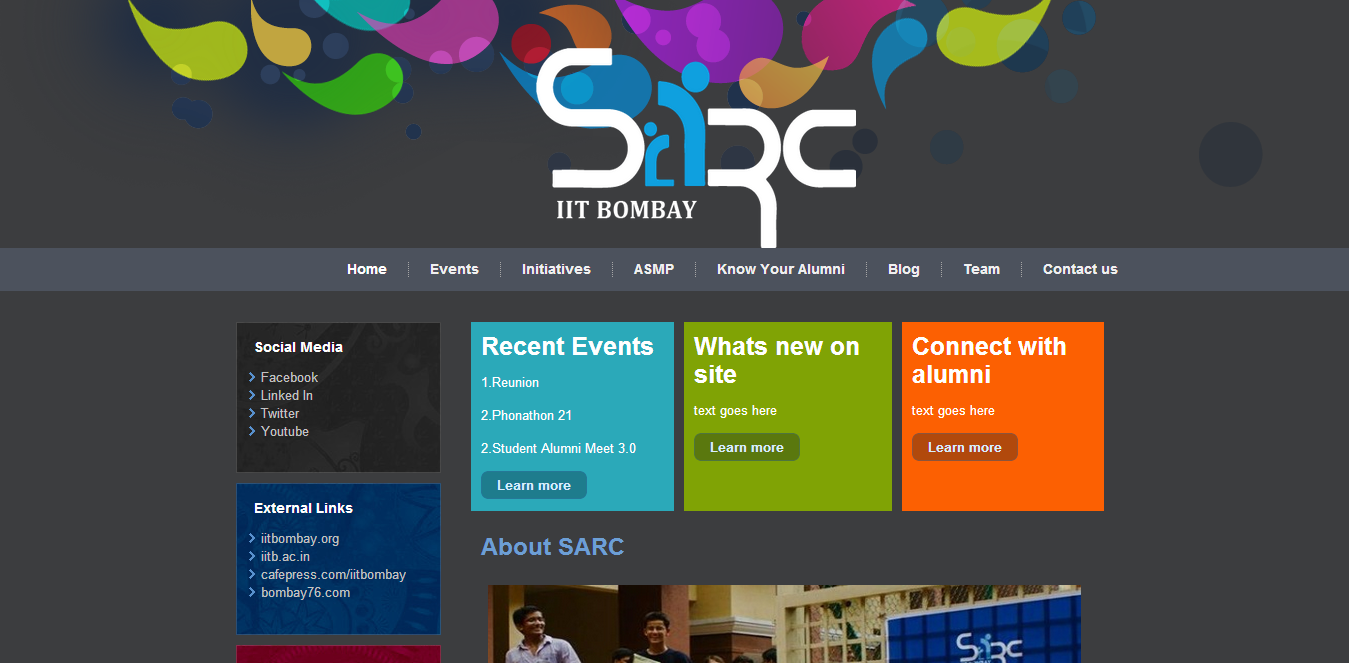 SARC
IIT BOMBAY
Home
Events
Initiatives
ASMP
Know Your Alumni
Blog
Team
Contact us
Social Media
Facebook
Linked In
Twitter
Youtube
External Links
iitbombay.org
iitb.ac.in
cafepress.com/iitbombay
bombay76.com
Recent Events
1.Reunion
2.Phonathon 21
2.Student Alumni Meet 3.0
Learn more
Whats new on
site
text goes here
Learn more
Connect with
alumni
text goes here
Learn more
About SARC
SARC